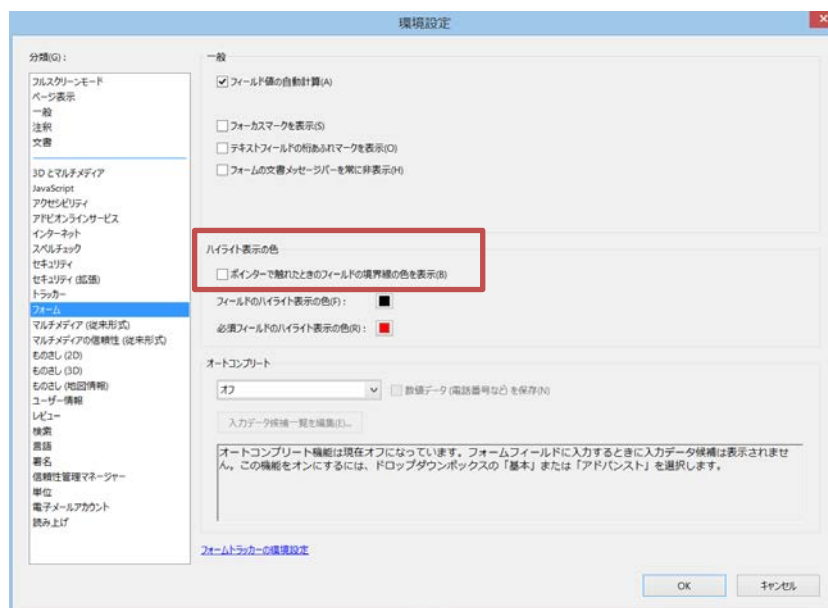 環境設定
分類(G):
フルスクリーンモード
ページ表示
一般
注釈
文書
3D とマルチメディア
JavaScript
アクセシビリティ
アドビオンラインサービス
インターネット
スペルチェック
セキュリティ
セキュリティ (拡張)
トラッカー
フォーム
マルチメディア (従来形式)
マルチメディアの信頼性 (従来形式)
ものさし (2D)
ものさし (3D)
ものさし (地図情報)
ユーザー情報
レビュー
検索
言語
署名
信頼性管理マネージャー
単位
電子メールアカウント
読み上げ
一般
フィールド値の自動計算(A)
フォーカスマークを表示(S)
テキストフィールドの桁あふれマークを表示(O)
フォームの文書メッセージバーを常に非表示(H)
ハイライト表示の色
ポインターで触れたときのフィールドの境界線の色を表示(B)
フィールドのハイライト表示の色(F):
必須フィールドのハイライト表示の色(R):
オートコンプリート
オフ
数値データ (電話番号など) を保存(N)
入力データ候補一覧を編集(E)...
オートコンプリート機能は現在オフになっています。フォームフィールドに入力するときに入力データ候補は表示されませ
ん。この機能をオンにするには、ドロップダウンボックスの「基本」または「アドバンスト」を選択します。
フォームトラッカーの環境設定
OK
キャンセル